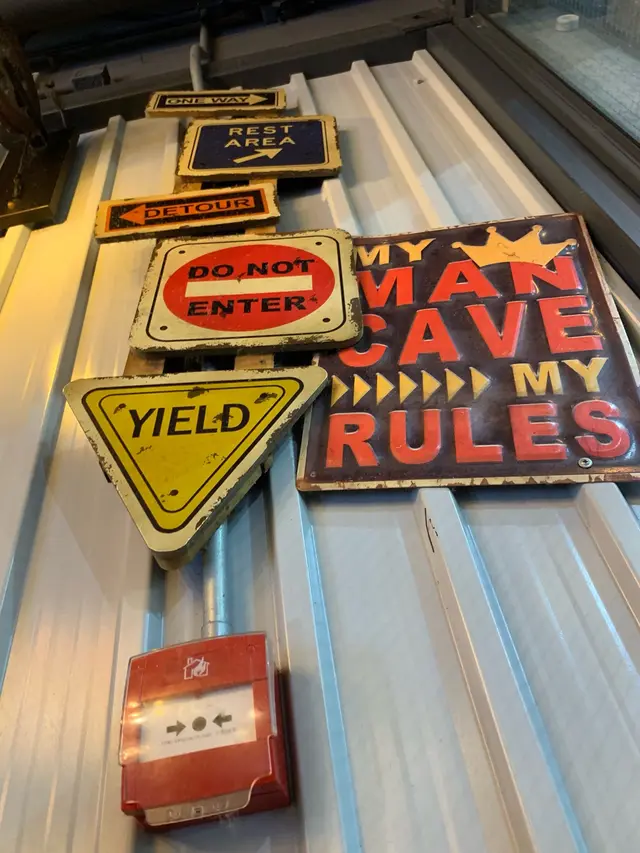 ONE WAY
REST
AREA
DETOUR
DO NOT
ENTER
YIELD
MY
MAN
CAVE
MY
RULES